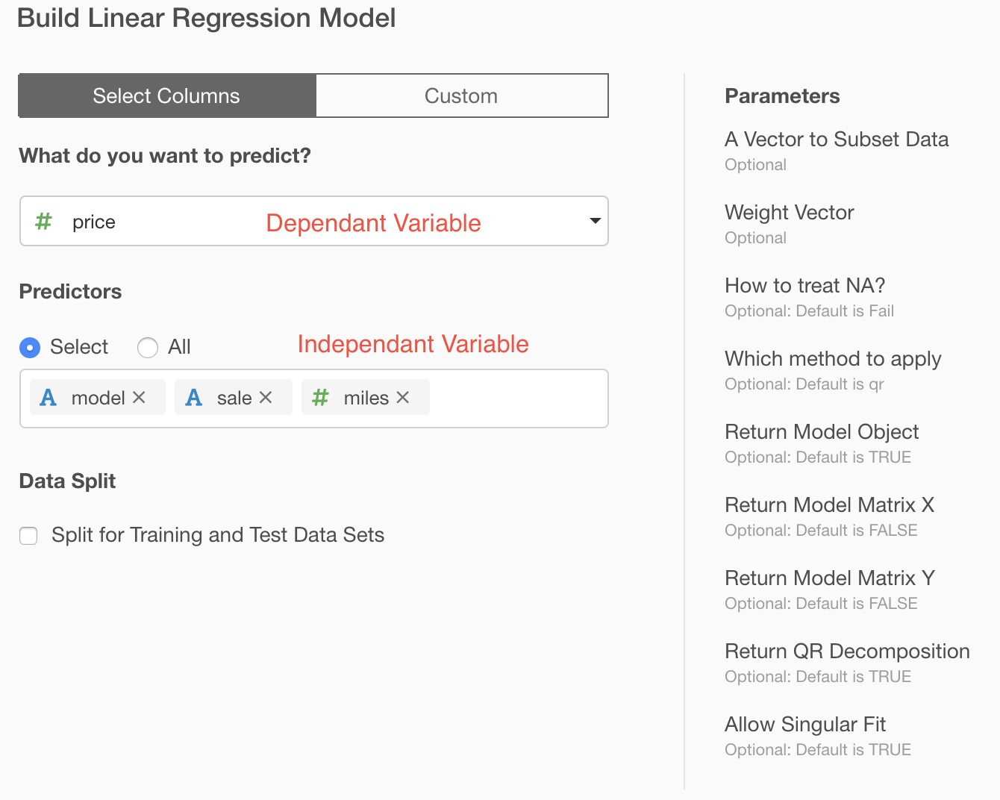 Build Linear Regression Model
Select Columns
Custom
What do you want to predict?
# price
Dependant Variable
Predictors
Select
All
Independant Variable
A model ×
A sale ×
# miles ×
Data Split
Split for Training and Test Data Sets
Parameters
A Vector to Subset Data
Optional
Weight Vector
Optional
How to treat NA?
Optional: Default is Fail
Which method to apply
Optional: Default is qr
Return Model Object
Optional: Default is TRUE
Return Model Matrix X
Optional: Default is FALSE
Return Model Matrix Y
Optional: Default is FALSE
Return QR Decomposition
Optional: Default is TRUE
Allow Singular Fit
Optional: Default is TRUE